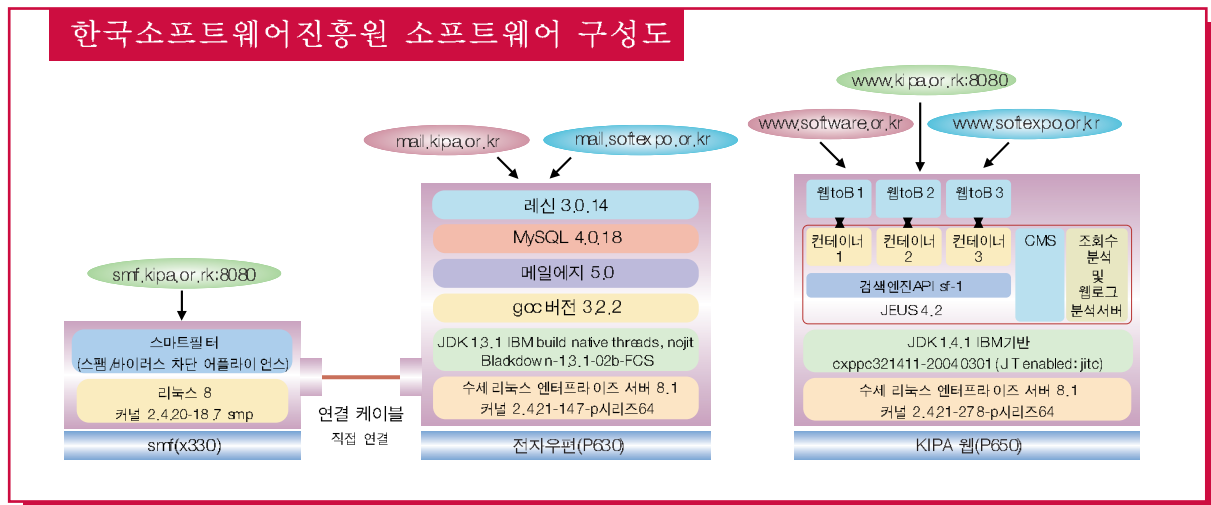 한국소프트웨어진흥원 소프트웨어 구성도
smf.kipa.or.rk:8080
스마트필터
(스팸/바이러스 차단 어플라이언스)
리눅스 8
커널 2.4.20-18.7 smp
smf(x330)
연결 케이블
직접 연결
mail.kipa.or.kr
mail.softexpo.or.kr
레신 3.0.14
MySQL 4.0.18
메일에지 5.0
gcc버전 3.2.2
JDK 1.3.1 IBM build native threads, nojit
Blackdown-1.3.1-02b-FCS
수세 리눅스 엔터프라이즈 서버 8.1
커널 2.4.21-147-p시리즈64
전자우편(P630)
www.kipa.or.rk:8080
www.software.or.kr
www.softexpo.or.kr
웹toB 1
웹toB 2
웹toB 3
컨테이너
1
컨테이너
2
컨테이너
3
CMS
조회수
분석
및
웹로그
분석서버
검색엔진API sf-1
JEUS 4.2
JDK 1.4.1 IBM기반
cxppc321411-20040301 (JIT enabled: jitc)
수세 리눅스 엔터프라이즈 서버 8.1
커널 2.4.21-278-p시리즈64
KIPA 웹(P650)